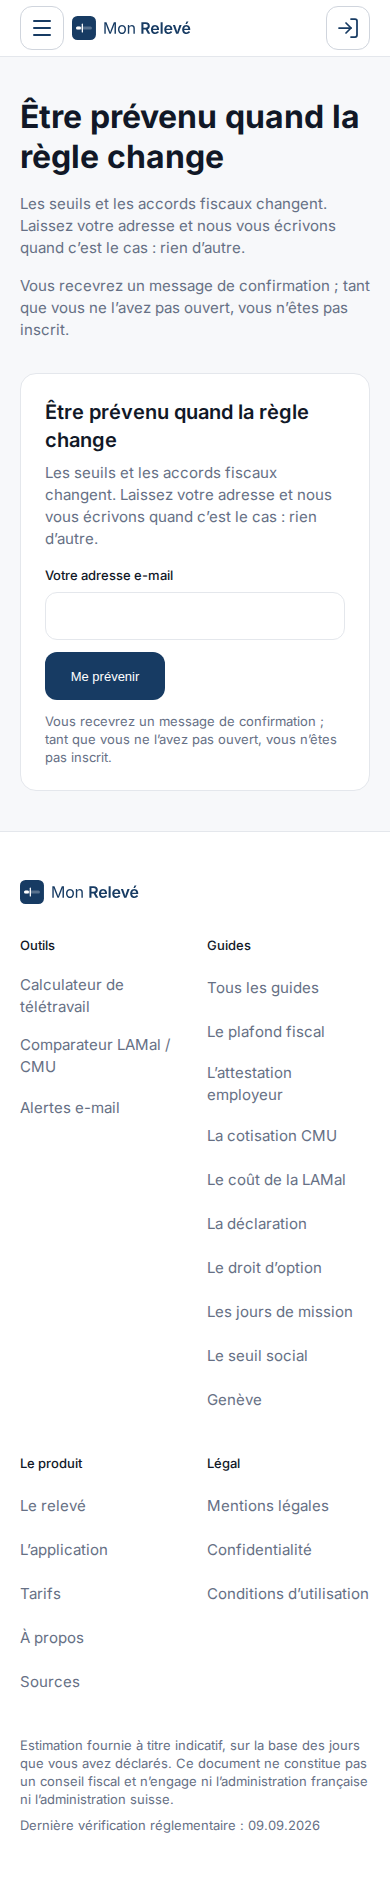 Mon Relevé
Être prévenu quand la
règle change
Les seuils et les accords fiscaux changent.
Laissez votre adresse et nous vous écrivons
quand c’est le cas : rien d’autre.
Vous recevrez un message de confirmation ; tant
que vous ne l’avez pas ouvert, vous n’êtes pas
inscrit.
Être prévenu quand la règle
change
Les seuils et les accords fiscaux
changent. Laissez votre adresse et nous
vous écrivons quand c’est le cas : rien
d’autre.
Votre adresse e-mail
Me prévenir
Vous recevrez un message de confirmation ;
tant que vous ne l’avez pas ouvert, vous n’êtes
pas inscrit.
Mon Relevé
Outils
Calculateur de
télétravail
Comparateur LAMal /
CMU
Alertes e-mail
Guides
Tous les guides
Le plafond fiscal
L’attestation
employeur
La cotisation CMU
Le coût de la LAMal
La déclaration
Le droit d’option
Les jours de mission
Le seuil social
Genève
Le produit
Le relevé
L’application
Tarifs
À propos
Sources
Légal
Mentions légales
Confidentialité
Conditions d’utilisation
Estimation fournie à titre indicatif, sur la base des jours
que vous avez déclarés. Ce document ne constitue pas
un conseil fiscal et n’engage ni l’administration française
ni l’administration suisse.
Dernière vérification réglementaire : 09.09.2026